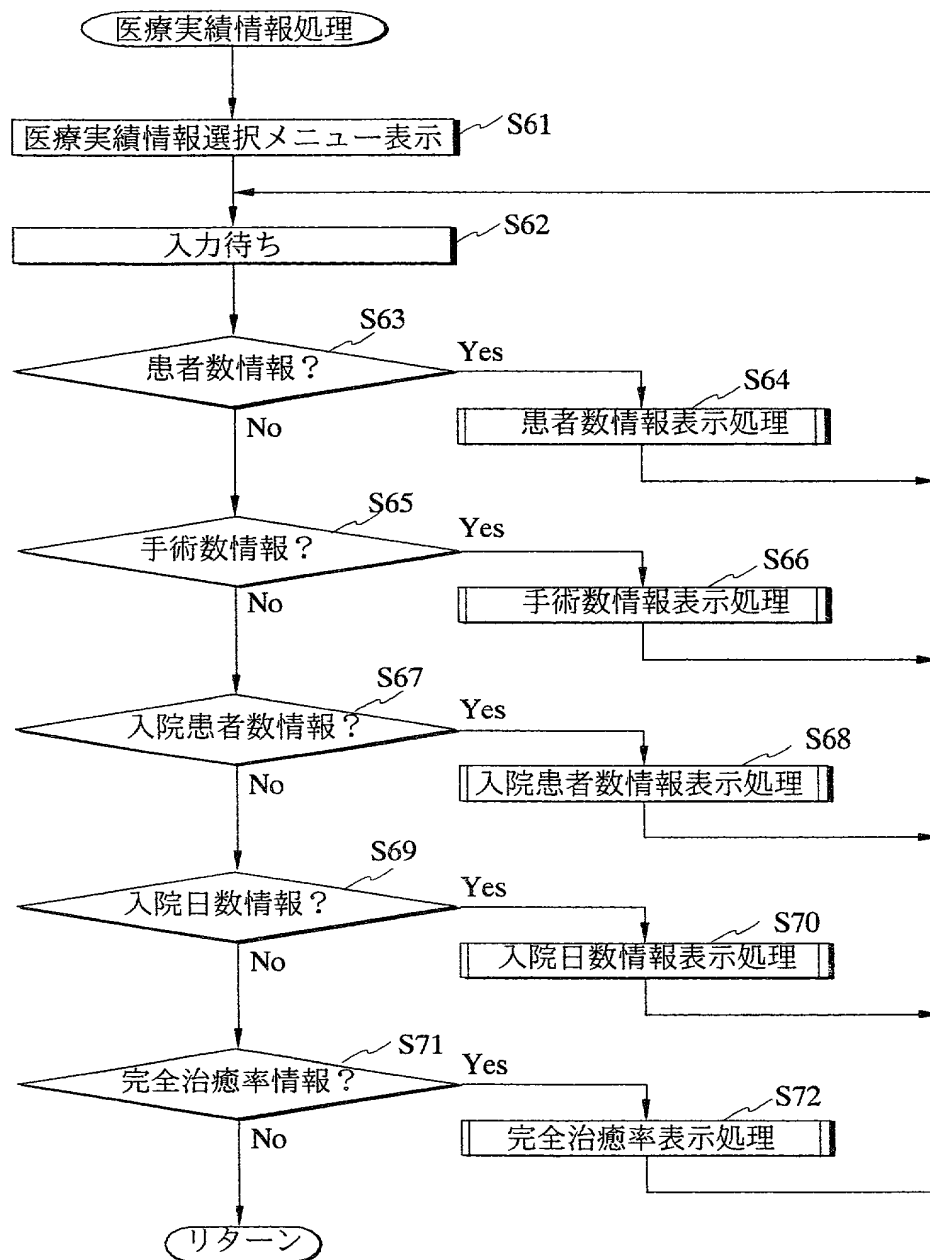 医療実績情報処理
医療実績情報選択メニュー表示
S61
入力待ち
S62
S63
患者数情報？
Yes
No
S64
患者数情報表示処理
S65
手術数情報？
Yes
No
S66
手術数情報表示処理
S67
入院患者数情報？
Yes
No
S68
入院患者数情報表示処理
S69
入院日数情報？
Yes
No
S70
入院日数情報表示処理
S71
完全治癒率情報？
Yes
No
S72
完全治癒率表示処理
リターン